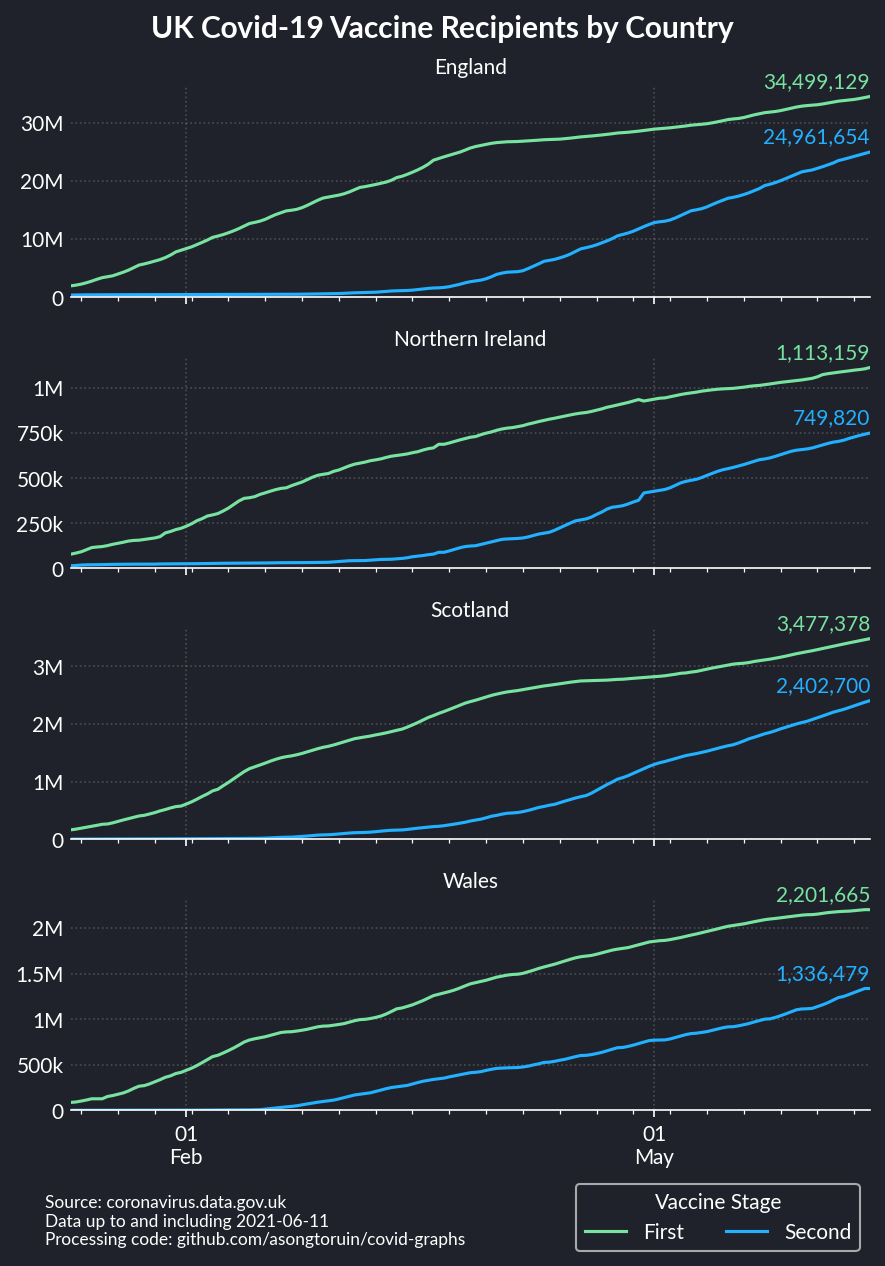 UK Covid-19 Vaccine Recipients by Country
England
34,499,129
24,961,654
30M
20M
10M
0
Northern Ireland
1,113,159
749,820
1M
750k
500k
250k
0
Scotland
3,477,378
2,402,700
3M
2M
1M
0
Wales
2,201,665
1,336,479
2M
1.5M
1M
500k
0
01 01
Feb May
Source: coronavirus.data.gov.uk
Data up to and including 2021-06-11
Processing code: github.com/asongtoruin/covid-graphs
Vaccine Stage
First Second